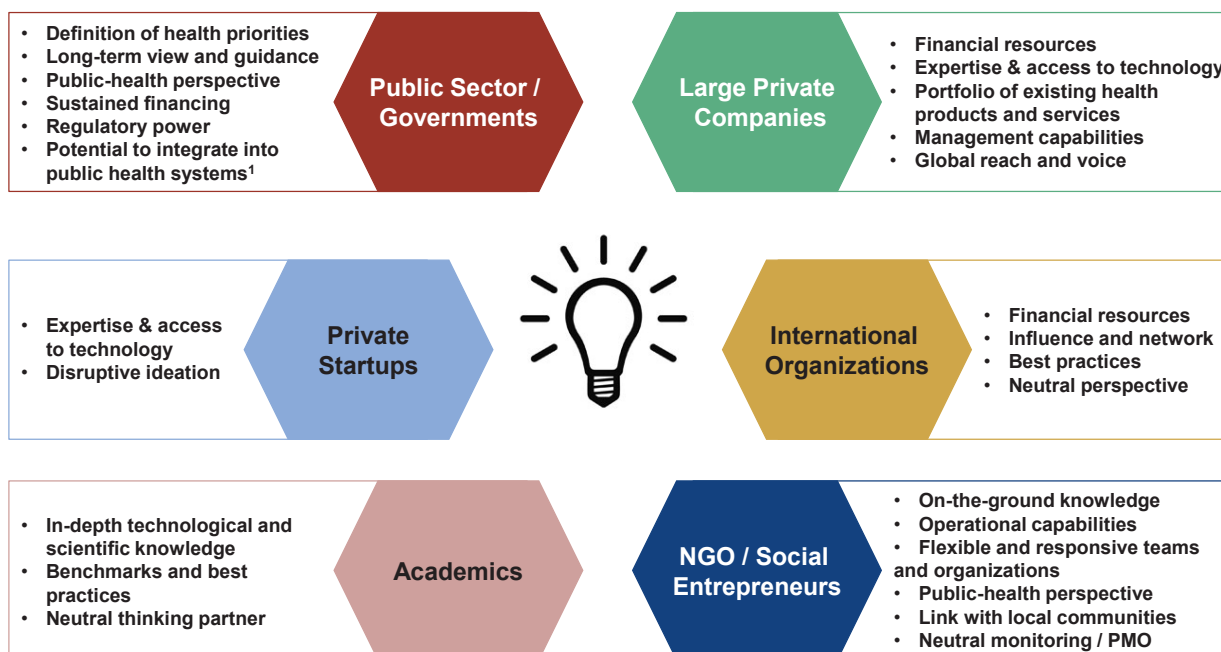 • Definition of health priorities
• Long-term view and guidance
• Public-health perspective
• Sustained financing
• Regulatory power
• Potential to integrate into
public health systems¹
Public Sector /
Governments
Large Private
Companies
• Financial resources
• Expertise & access to technology
• Portfolio of existing health
products and services
• Management capabilities
• Global reach and voice
• Expertise & access
to technology
• Disruptive ideation
Private
Startups
International
Organizations
• Financial resources
• Influence and network
• Best practices
• Neutral perspective
• In-depth technological and
scientific knowledge
• Benchmarks and best
practices
• Neutral thinking partner
Academics
NGO / Social
Entrepreneurs
• On-the-ground knowledge
• Operational capabilities
• Flexible and responsive teams
and organizations
• Public-health perspective
• Link with local communities
• Neutral monitoring / PMO